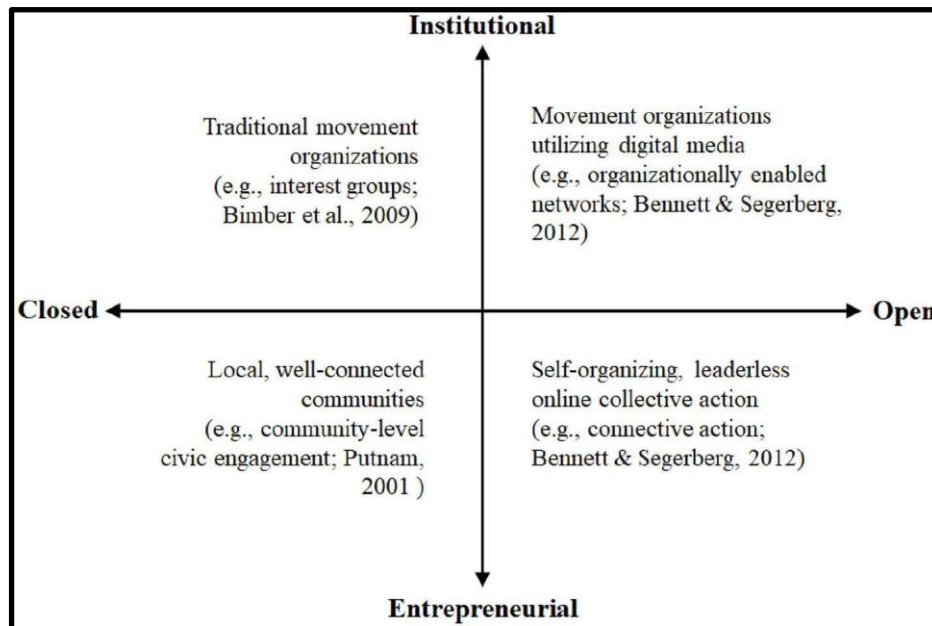 Institutional
Traditional movement
organizations
(e.g., interest groups;
Bimber et al., 2009)
Movement organizations
utilizing digital media
(e.g., organizationally enabled
networks; Bennett & Segerberg,
2012)
Closed
Open
Local, well-connected
communities
(e.g., community-level
civic engagement; Putnam,
2001 )
Self-organizing, leaderless
online collective action
(e.g., connective action;
Bennett & Segerberg, 2012)
Entrepreneurial